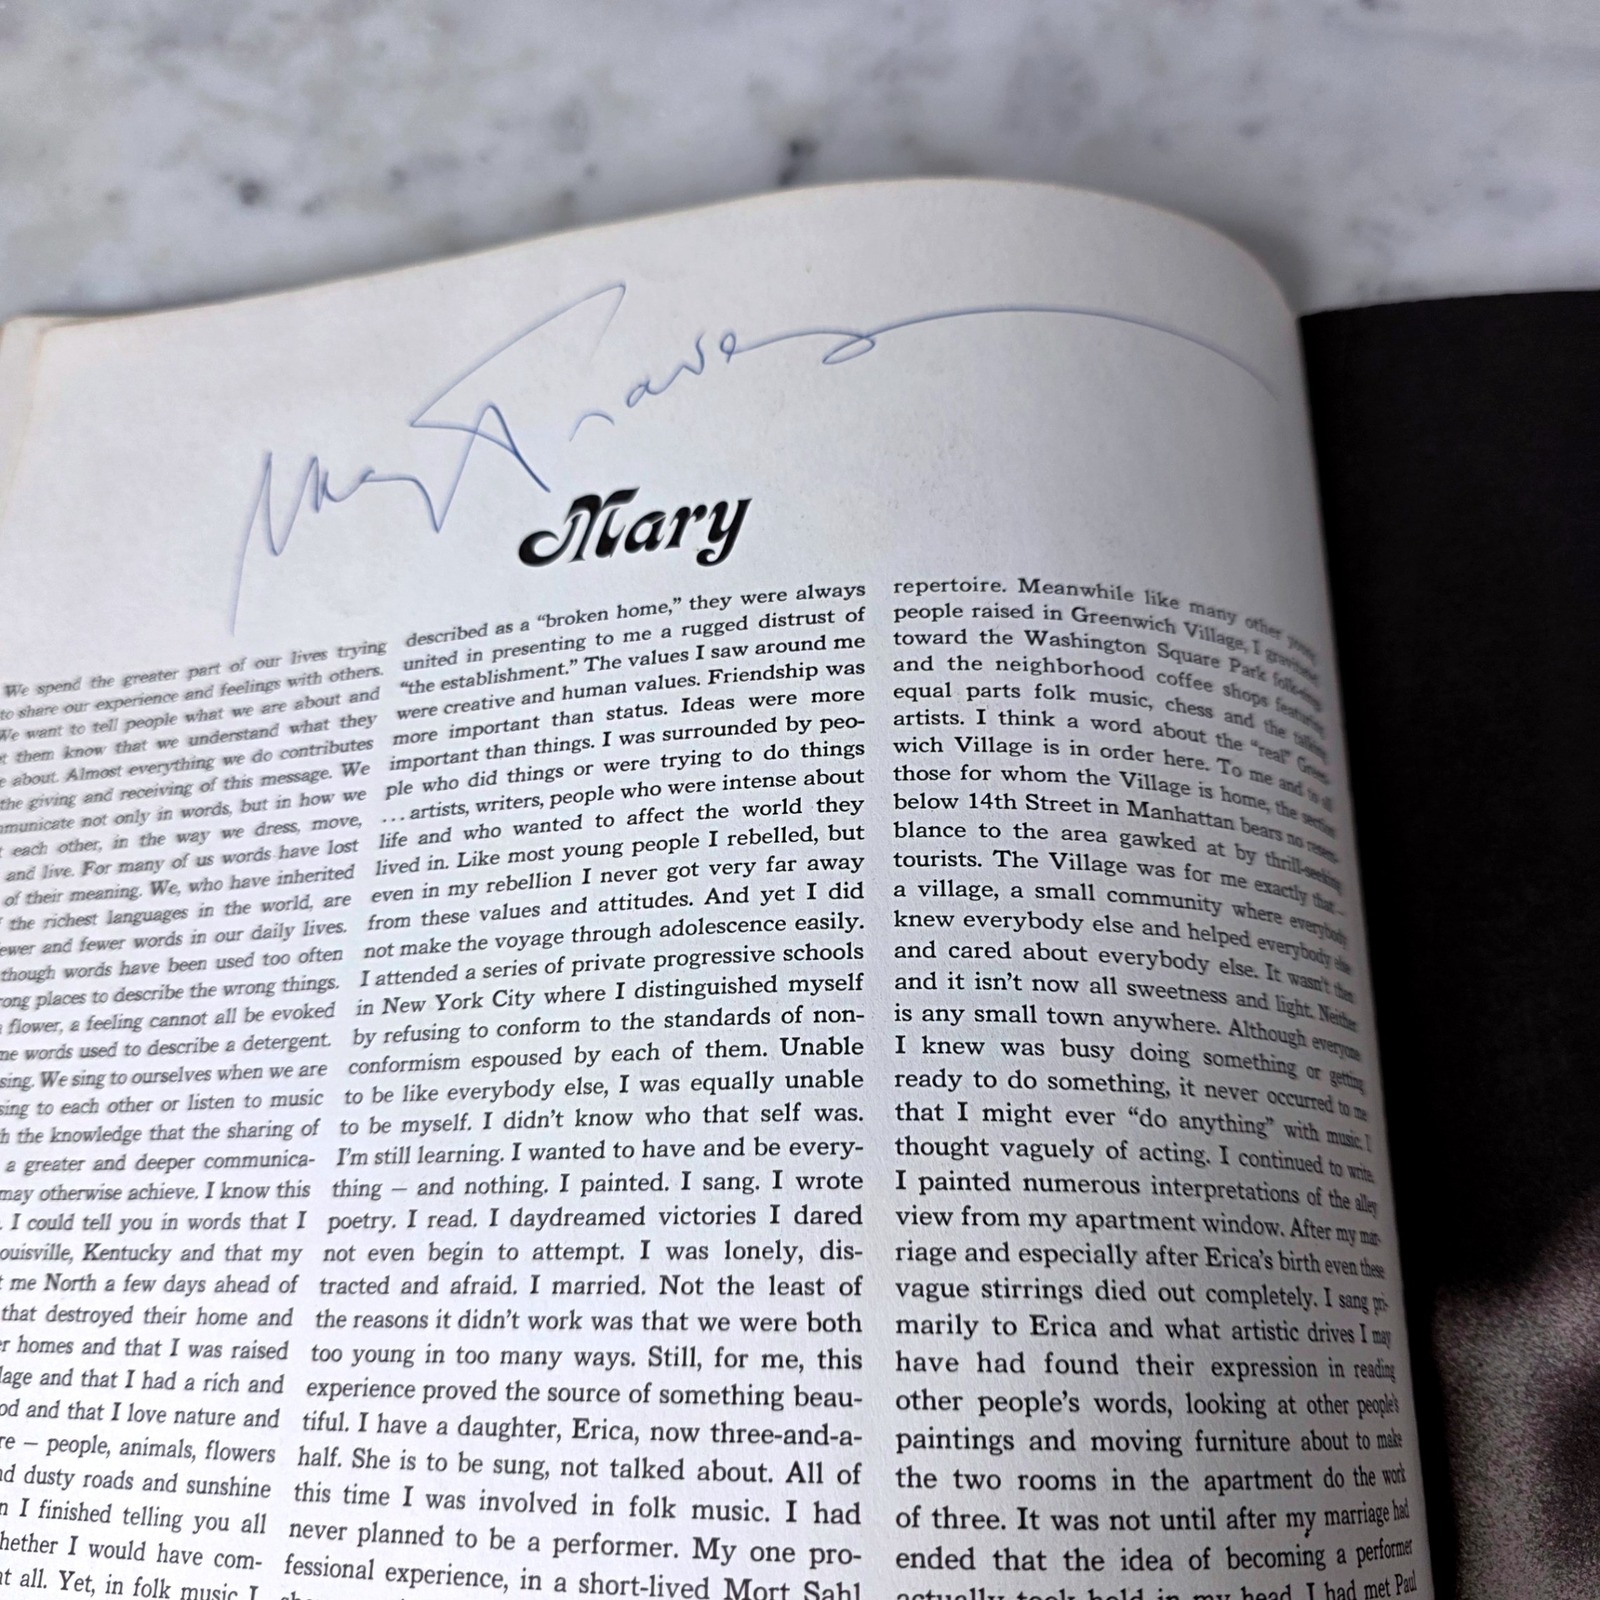 Mary Travers
Mary
We spend the greater part of our lives trying
to share our experience and feelings with others.
We want to tell people what we are about and
them know that we understand what they
about. Almost everything we do contributes
the giving and receiving of this message. We
not only in words, but in how we
each other, in the way we dress, move,
and live. For many of us words have lost
of their meaning. We, who have inherited
the richest languages in the world, are
and fewer words in our daily lives.
though words have been used too often
places to describe the wrong things.
flower, a feeling cannot all be evoked
words used to describe a detergent.
sing. We sing to ourselves when we are
sing to each other or listen to music
the knowledge that the sharing of
a greater and deeper communica-
may otherwise achieve. I know this
I could tell you in words that I
Kentucky and that my
me North a few days ahead of
that destroyed their home and
homes and that I was raised
and that I had a rich and
and that I love nature and
– people, animals, flowers
dusty roads and sunshine
I finished telling you all
whether I would have com-
at all. Yet, in folk music I
described as a “broken home,” they were always
united in presenting to me a rugged distrust of
“the establishment.” The values I saw around me
were creative and human values. Friendship was
more important than status. Ideas were more
important than things. I was surrounded by peo-
ple who did things or were trying to do things
. . . artists, writers, people who were intense about
life and who wanted to affect the world they
lived in. Like most young people I rebelled, but
even in my rebellion I never got very far away
from these values and attitudes. And yet I did
not make the voyage through adolescence easily.
I attended a series of private progressive schools
in New York City where I distinguished myself
by refusing to conform to the standards of non-
conformism espoused by each of them. Unable
to be like everybody else, I was equally unable
to be myself. I didn’t know who that self was.
I’m still learning. I wanted to have and be every-
thing – and nothing. I painted. I sang. I wrote
poetry. I read. I daydreamed victories I dared
not even begin to attempt. I was lonely, dis-
tracted and afraid. I married. Not the least of
the reasons it didn’t work was that we were both
too young in too many ways. Still, for me, this
experience proved the source of something beau-
tiful. I have a daughter, Erica, now three-and-a-
half. She is to be sung, not talked about. All of
this time I was involved in folk music. I had
never planned to be a performer. My one pro-
fessional experience, in a short-lived Mort Sahl
repertoire. Meanwhile like many other young
people raised in Greenwich Village, I gravitated
toward the Washington Square Park folk-sings
and the neighborhood coffee shops featuring
equal parts folk music, chess and the talking
artists. I think a word about the “real” Green-
wich Village is in order here. To me and to all
those for whom the Village is home, the section
below 14th Street in Manhattan bears no resem-
blance to the area gawked at by thrill-seeking
tourists. The Village was for me exactly that –
a village, a small community where everybody
knew everybody else and helped everybody else
and cared about everybody else. It wasn’t then
and it isn’t now all sweetness and light. Neither
is any small town anywhere. Although everyone
I knew was busy doing something or getting
ready to do something, it never occurred to me
that I might ever “do anything” with music. I
thought vaguely of acting. I continued to write.
I painted numerous interpretations of the alley
view from my apartment window. After my mar-
riage and especially after Erica’s birth even these
vague stirrings died out completely. I sang pri-
marily to Erica and what artistic drives I may
have had found their expression in reading
other people’s words, looking at other people’s
paintings and moving furniture about to make
the two rooms in the apartment do the work
of three. It was not until after my marriage had
ended that the idea of becoming a performer
actually took hold in my head. I had met Paul